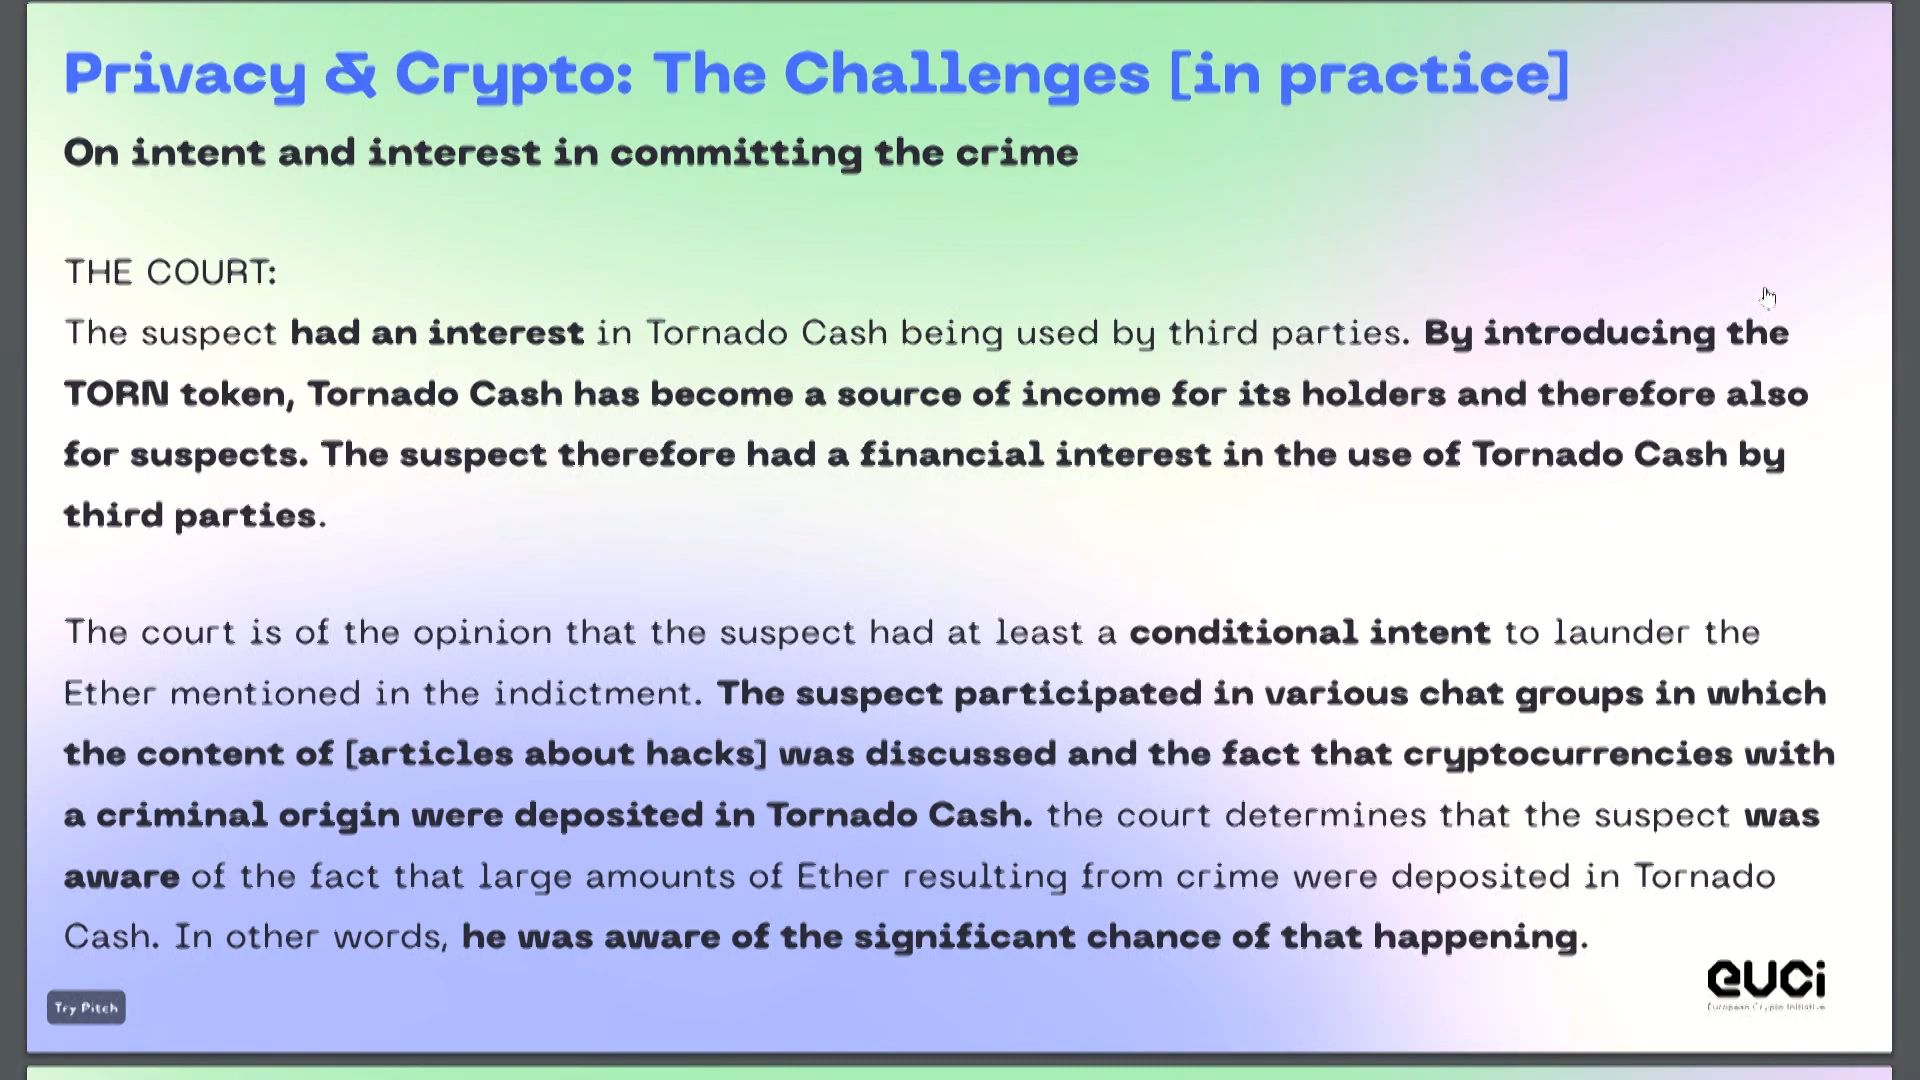 Privacy & Crypto: The Challenges [in practice]
On intent and interest in committing the crime
THE COURT:
The suspect had an interest in Tornado Cash being used by third parties. By introducing the
TORN token, Tornado Cash has become a source of income for its holders and therefore also
for suspects. The suspect therefore had a financial interest in the use of Tornado Cash by
third parties.
The court is of the opinion that the suspect had at least a conditional intent to launder the
Ether mentioned in the indictment. The suspect participated in various chat groups in which
the content of [articles about hacks] was discussed and the fact that cryptocurrencies with
a criminal origin were deposited in Tornado Cash. the court determines that the suspect was
aware of the fact that large amounts of Ether resulting from crime were deposited in Tornado
Cash. In other words, he was aware of the significant chance of that happening.
euci
European Crypto Initiative
Try Pitch